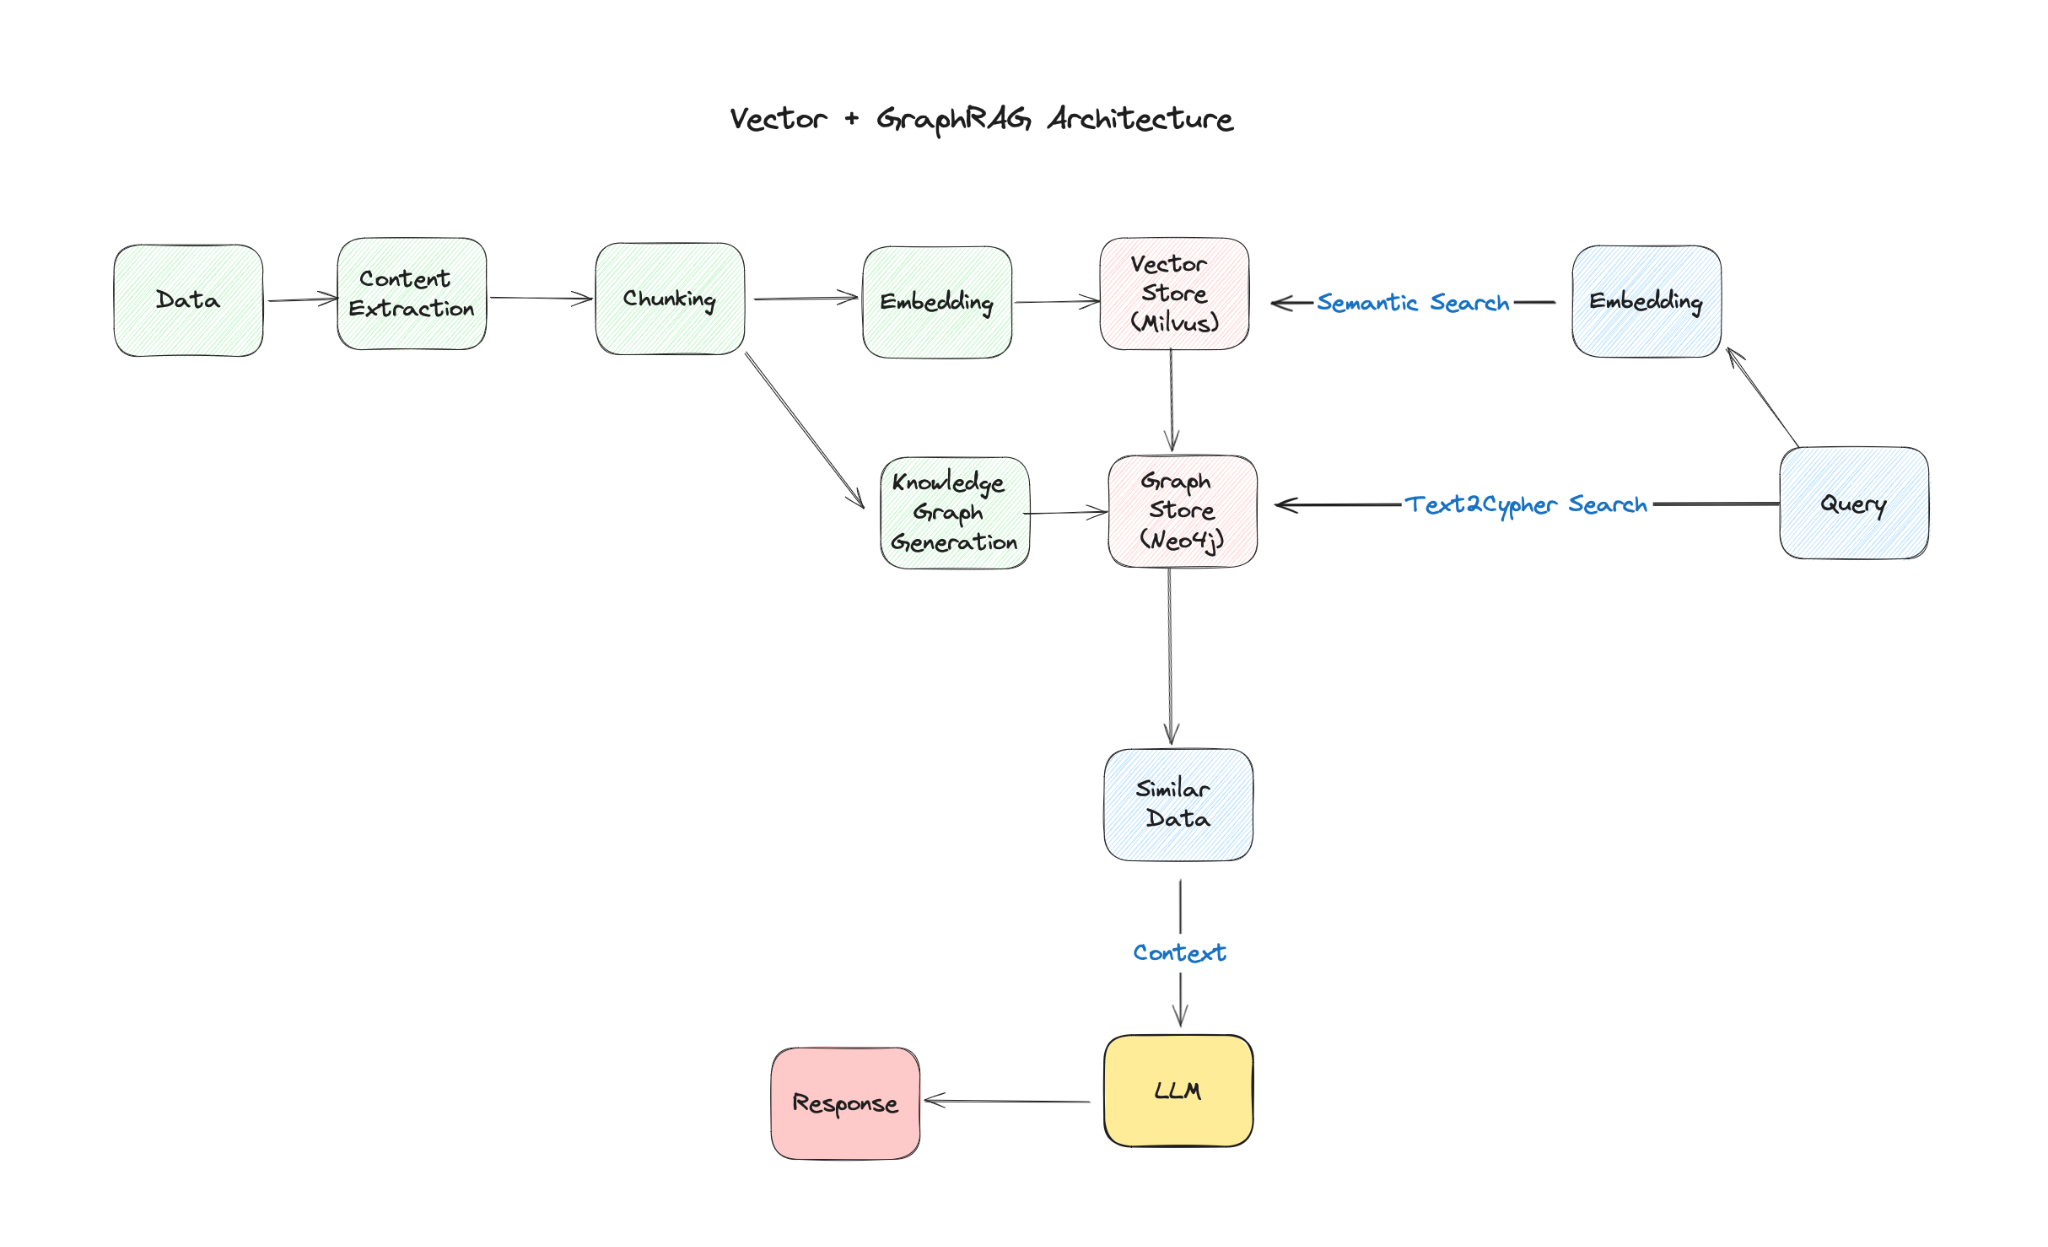 Vector + GraphRAG Architecture
Data
Content
Extraction
Chunking
Embedding
Vector
Store
(Milvus)
Semantic Search
Embedding
Knowledge
Graph
Generation
Graph
Store
(Neo4j)
Text2Cypher Search
Query
Similar
Data
Context
LLM
Response